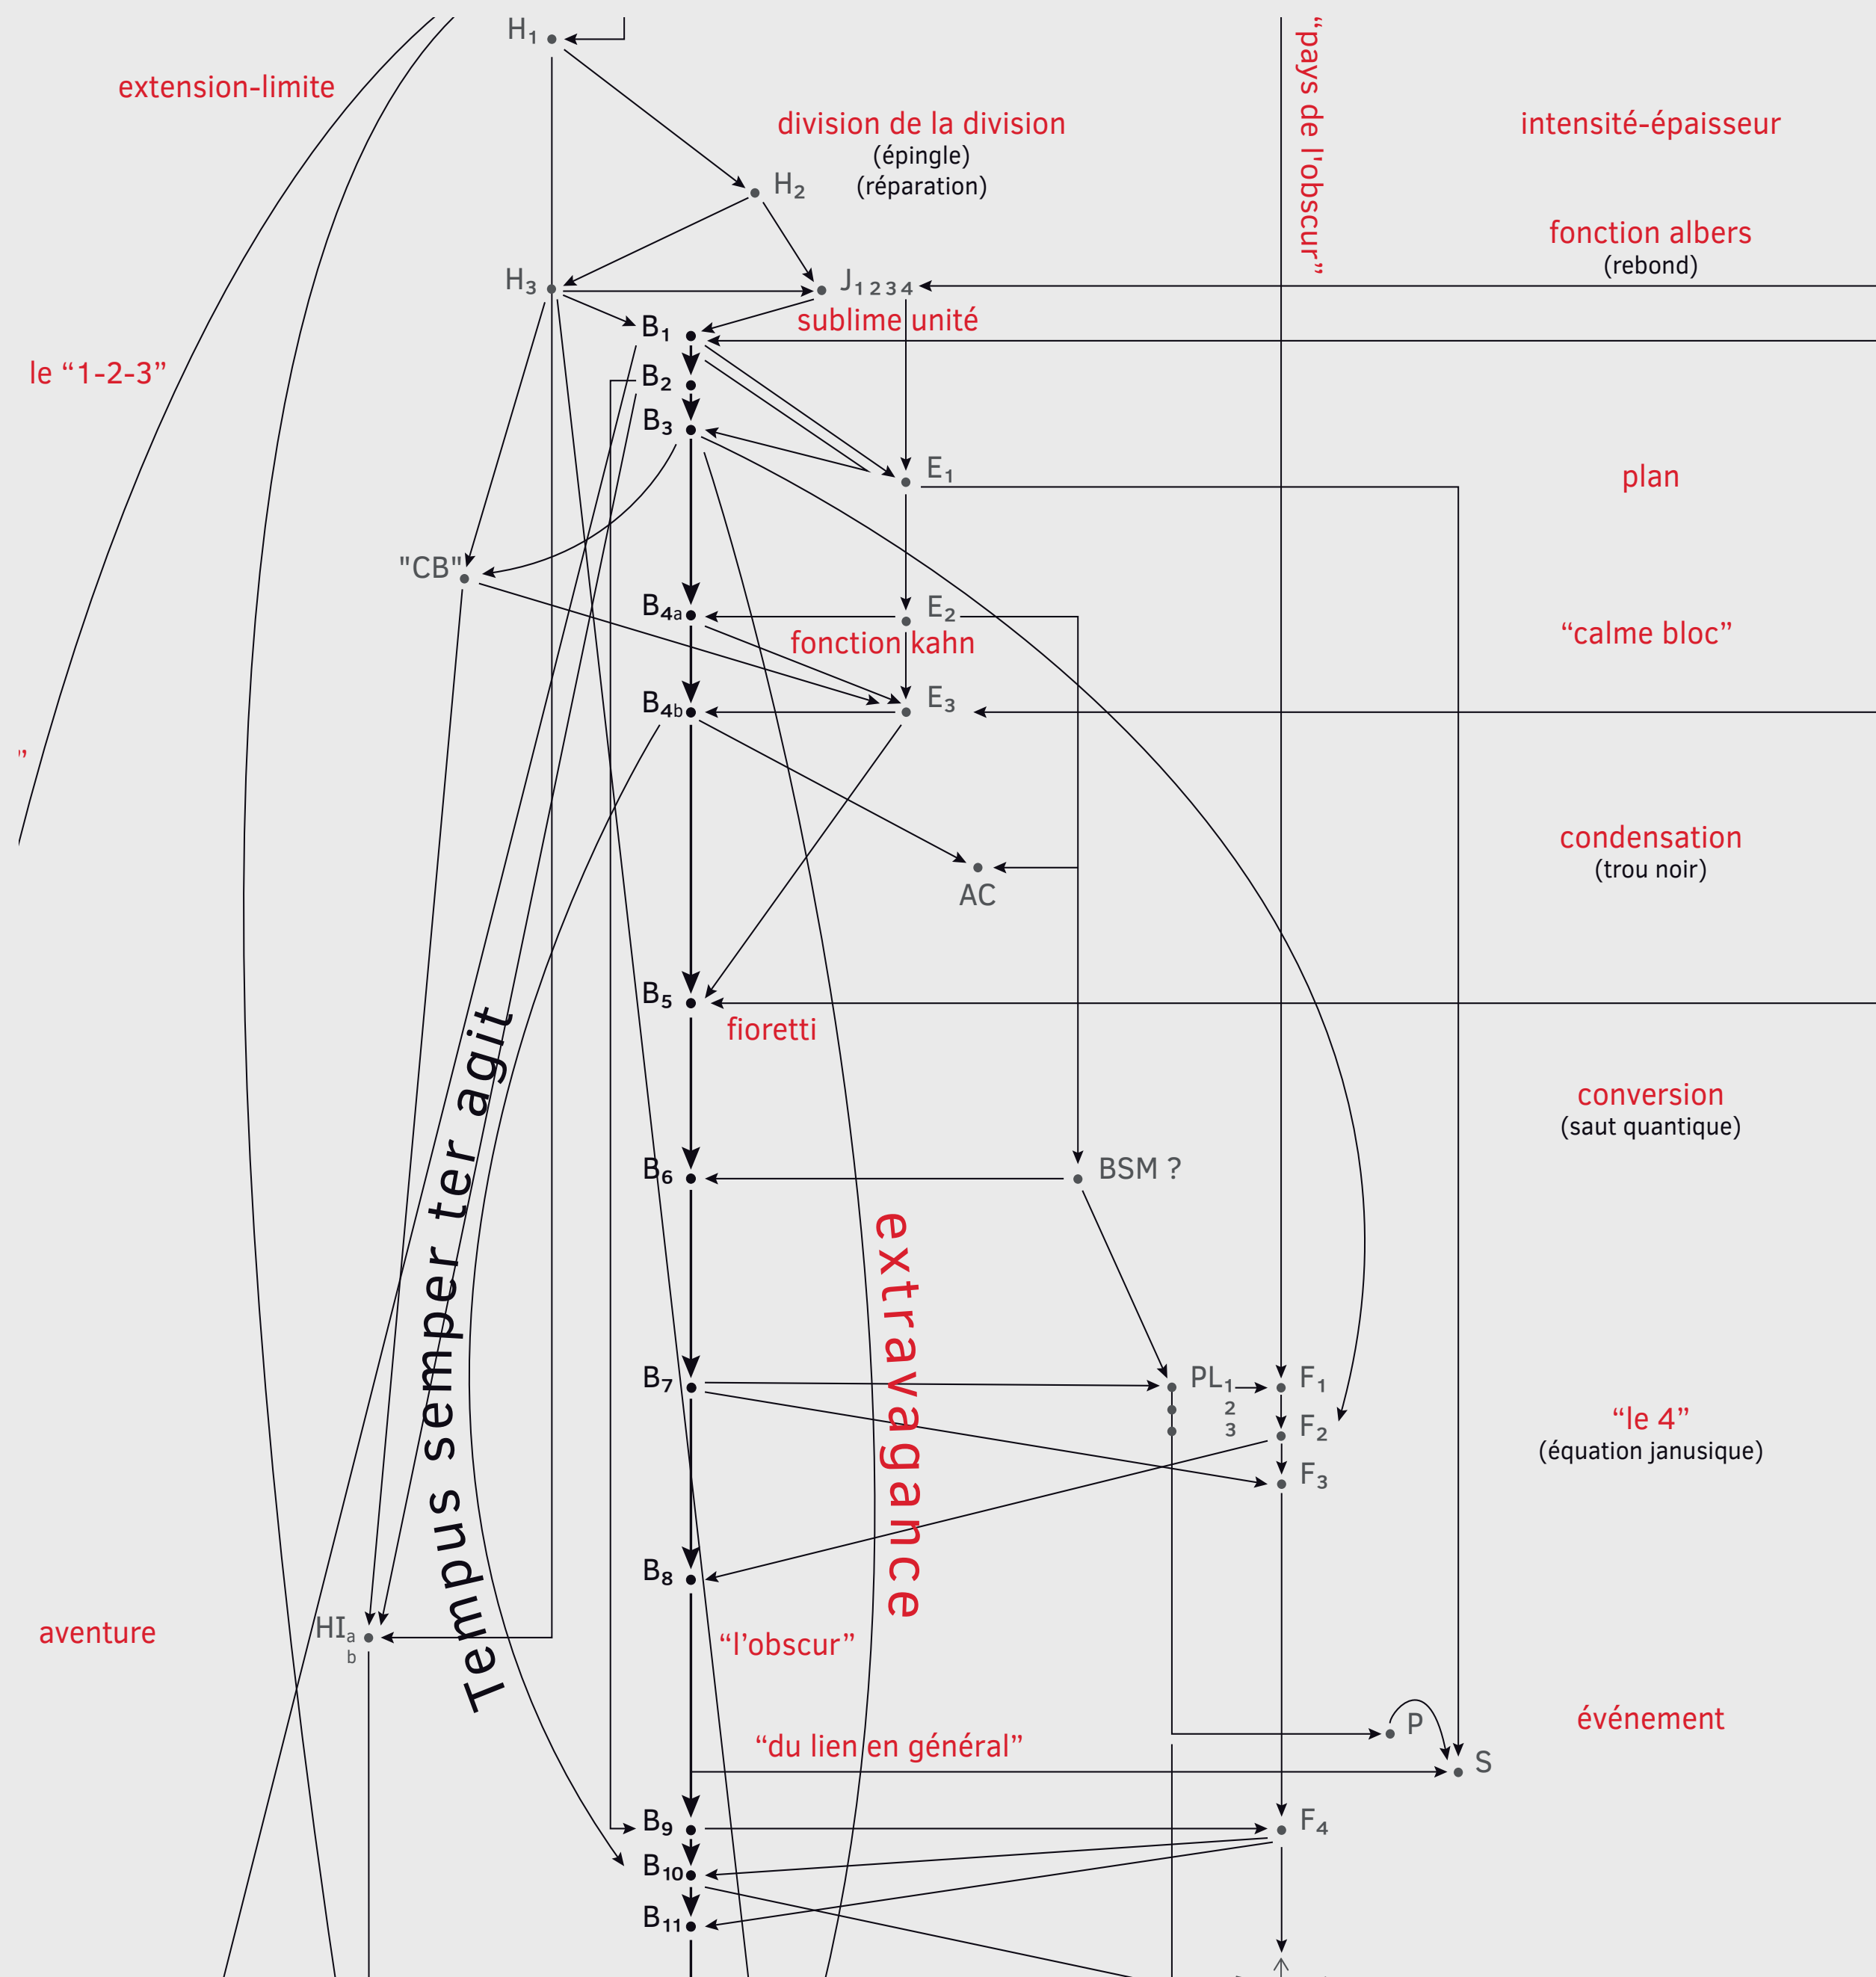 H1
extension-limite
“pays de l'obscur”
division de la division
(épingle)
(réparation)
intensité-épaisseur
H2
fonction albers
(rebond)
H3
J1 2 3 4
sublime unité
B1
le “1-2-3”
B2
B3
E1
plan
"CB"
B4a
E2
fonction kahn
“calme bloc”
B4b
E3
”
condensation
(trou noir)
AC
B5
fioretti
Tempus semper ter agit
conversion
(saut quantique)
B6
BSM ?
extravagance
B7
PL1
2
3
F1
F2
F3
“le 4”
(équation janusique)
B8
aventure
HIa
b
“l’obscur”
P
événement
“du lien en général”
S
B9
F4
B10
B11